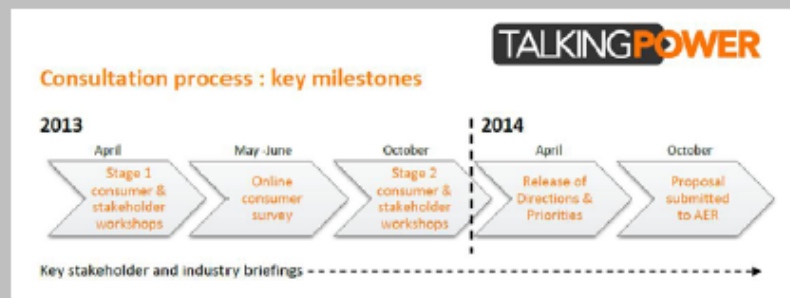 TALKINGPOWER
Consultation process : key milestones
2013
2014
April
May -June
October
April
October
Stage 1
consumer &
stakeholder
workshops
Online
consumer
survey
Stage 2
consumer &
stakeholder
workshops
Release of
Directions &
Priorities
Proposal
submitted
to AER
Key stakeholder and industry briefings